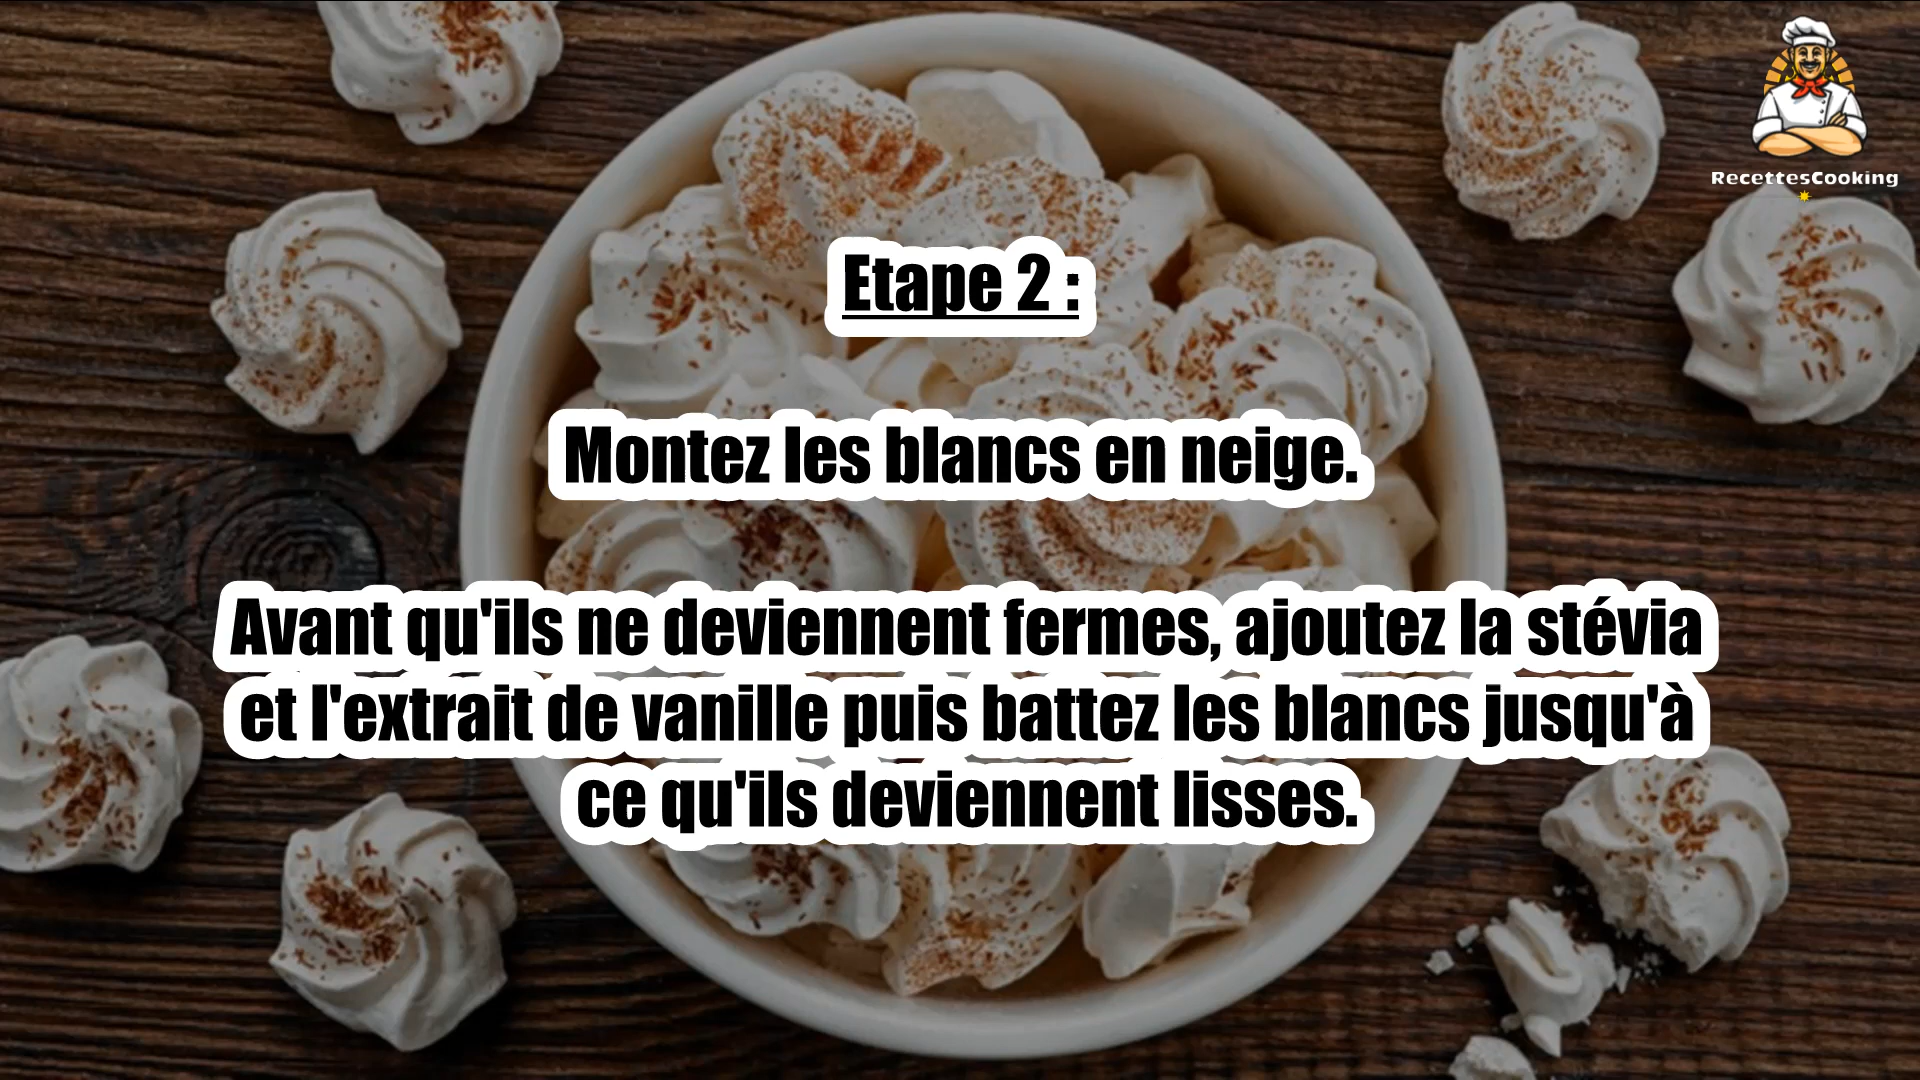 RecettesCooking
Etape 2 :
Montez les blancs en neige.
Avant qu'ils ne deviennent fermes, ajoutez la stévia
et l'extrait de vanille puis battez les blancs jusqu'à
ce qu'ils deviennent lisses.